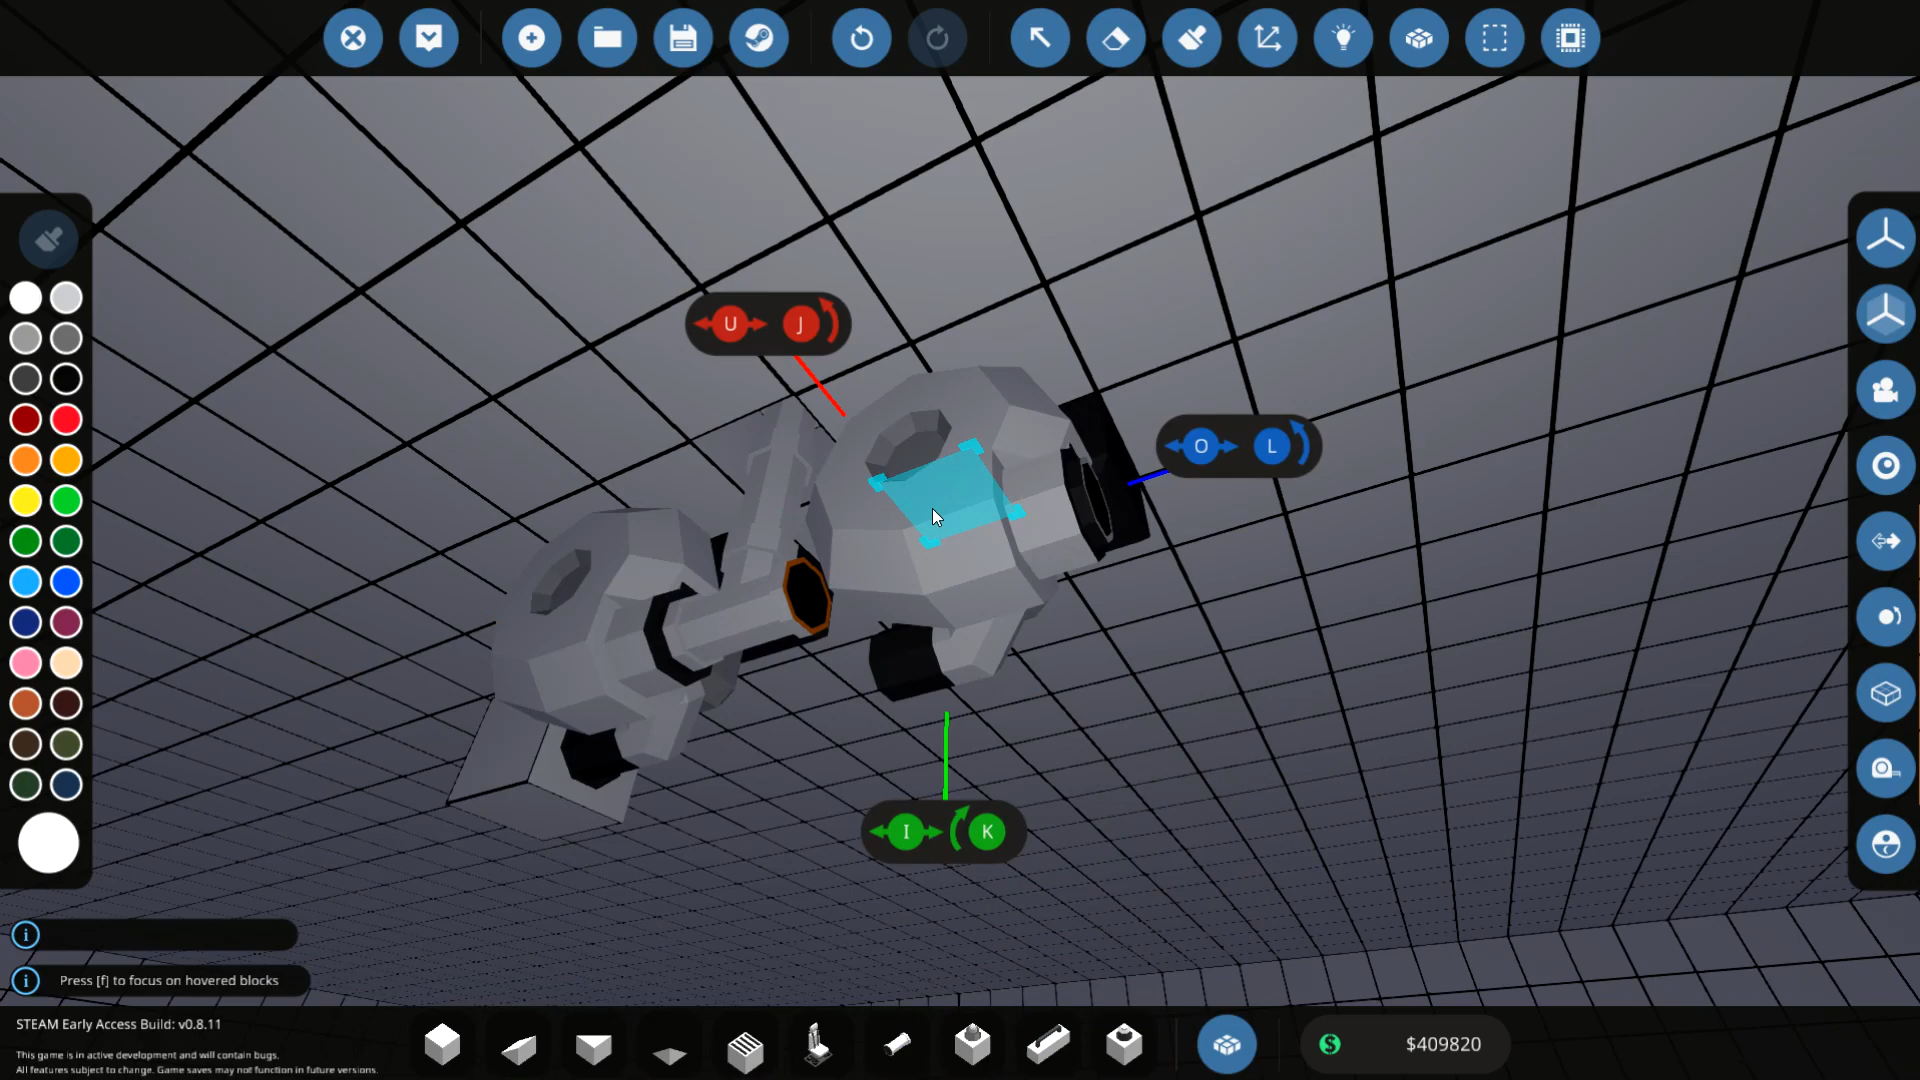 U J
O L
I K
Press [f] to focus on hovered blocks
STEAM Early Access Build: v0.8.11
This game is in active development and will contain bugs.
All features subject to change. Game saves may not function in future versions.
$ $409820